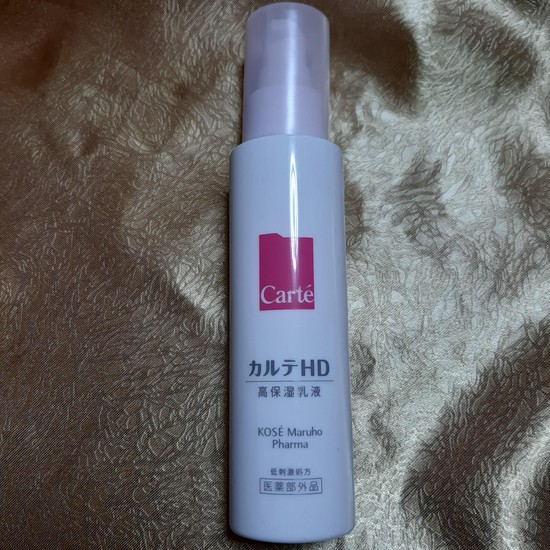 Carté
カルテHD
高保湿乳液
KOSÉ Maruho
Pharma
低刺激処方
医薬部外品